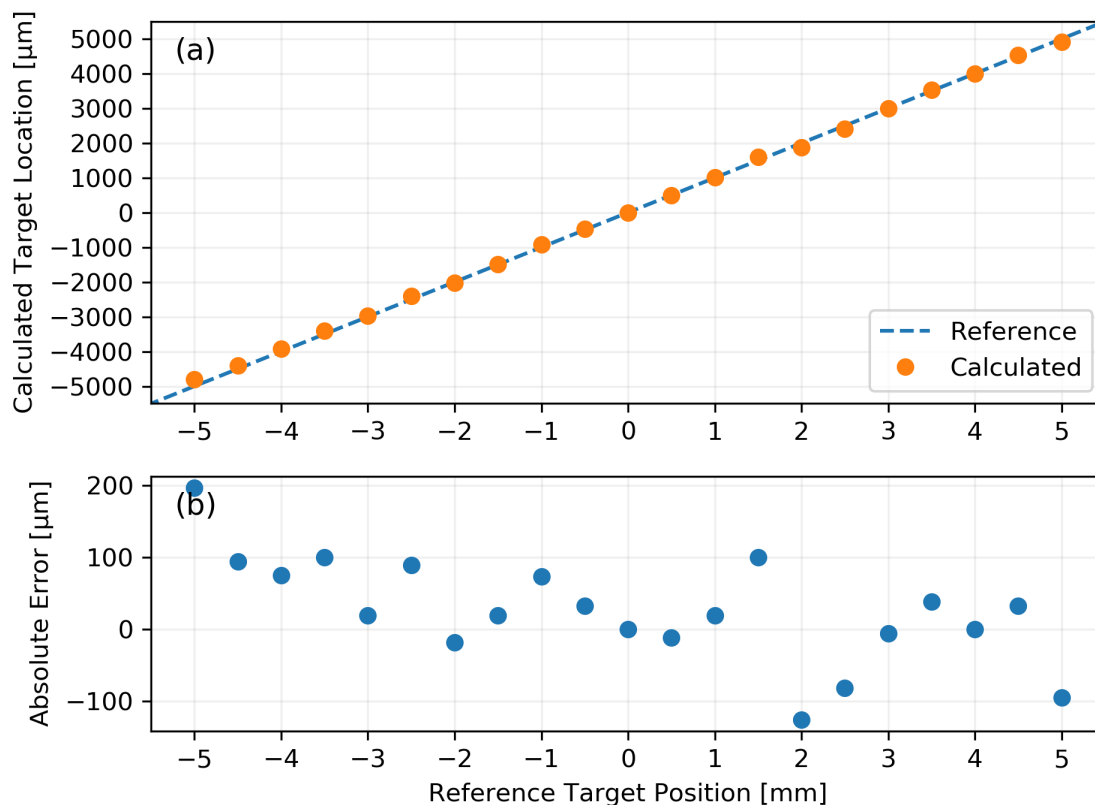 (a)
Calculated Target Location [µm]
5000
4000
3000
2000
1000
0
−1000
−2000
−3000
−4000
−5000
Reference
Calculated
−5 −4 −3 −2 −1 0 1 2 3 4 5
(b)
Absolute Error [µm]
200
100
0
−100
−5 −4 −3 −2 −1 0 1 2 3 4 5
Reference Target Position [mm]